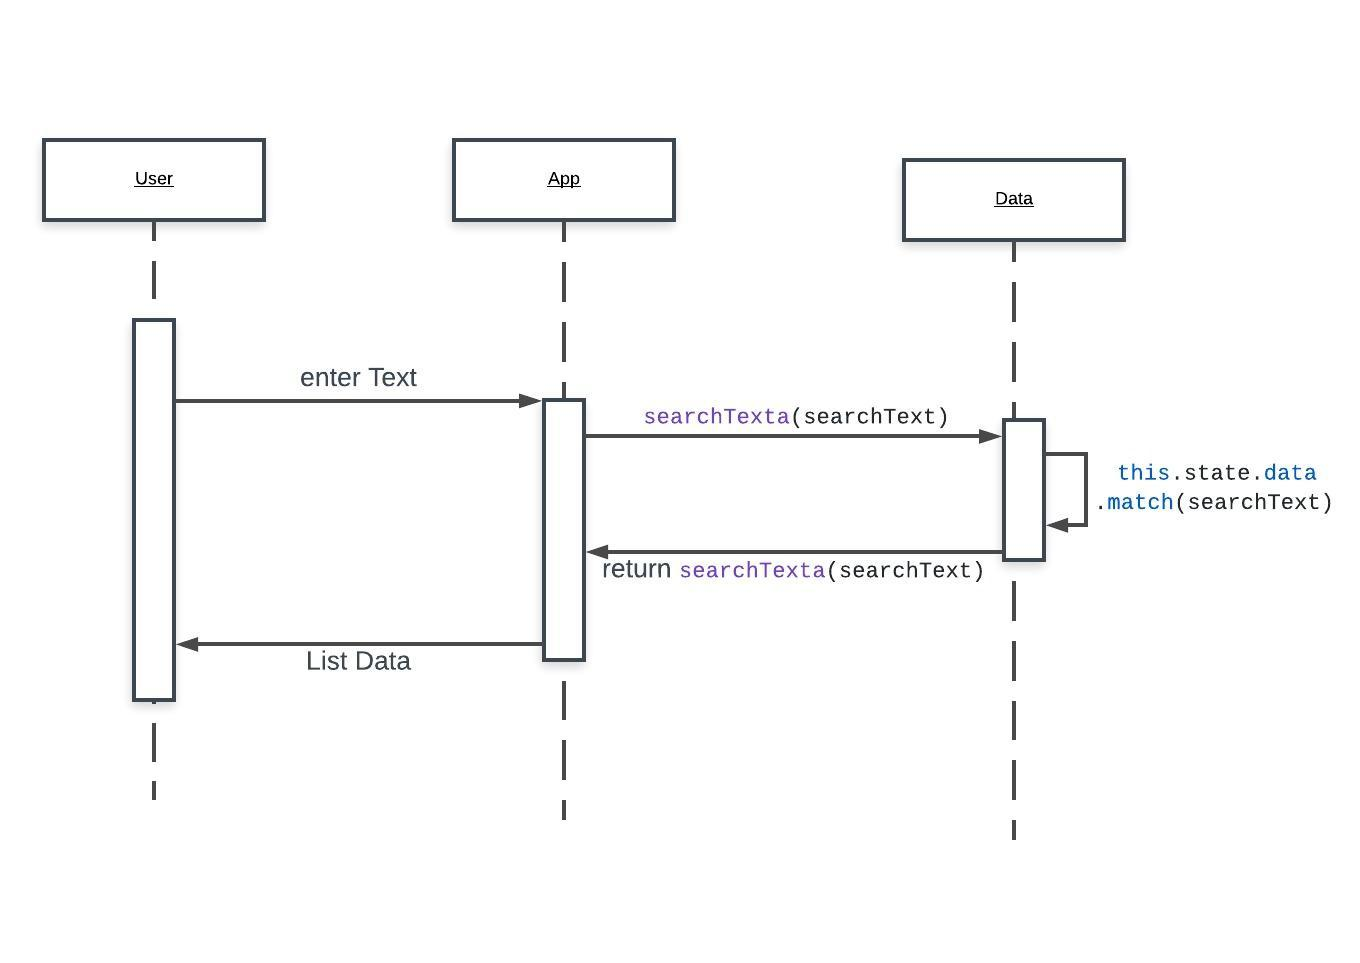 User
App
Data
enter Text
searchTexta(searchText)
this.state.data
.match(searchText)
return searchTexta(searchText)
List Data